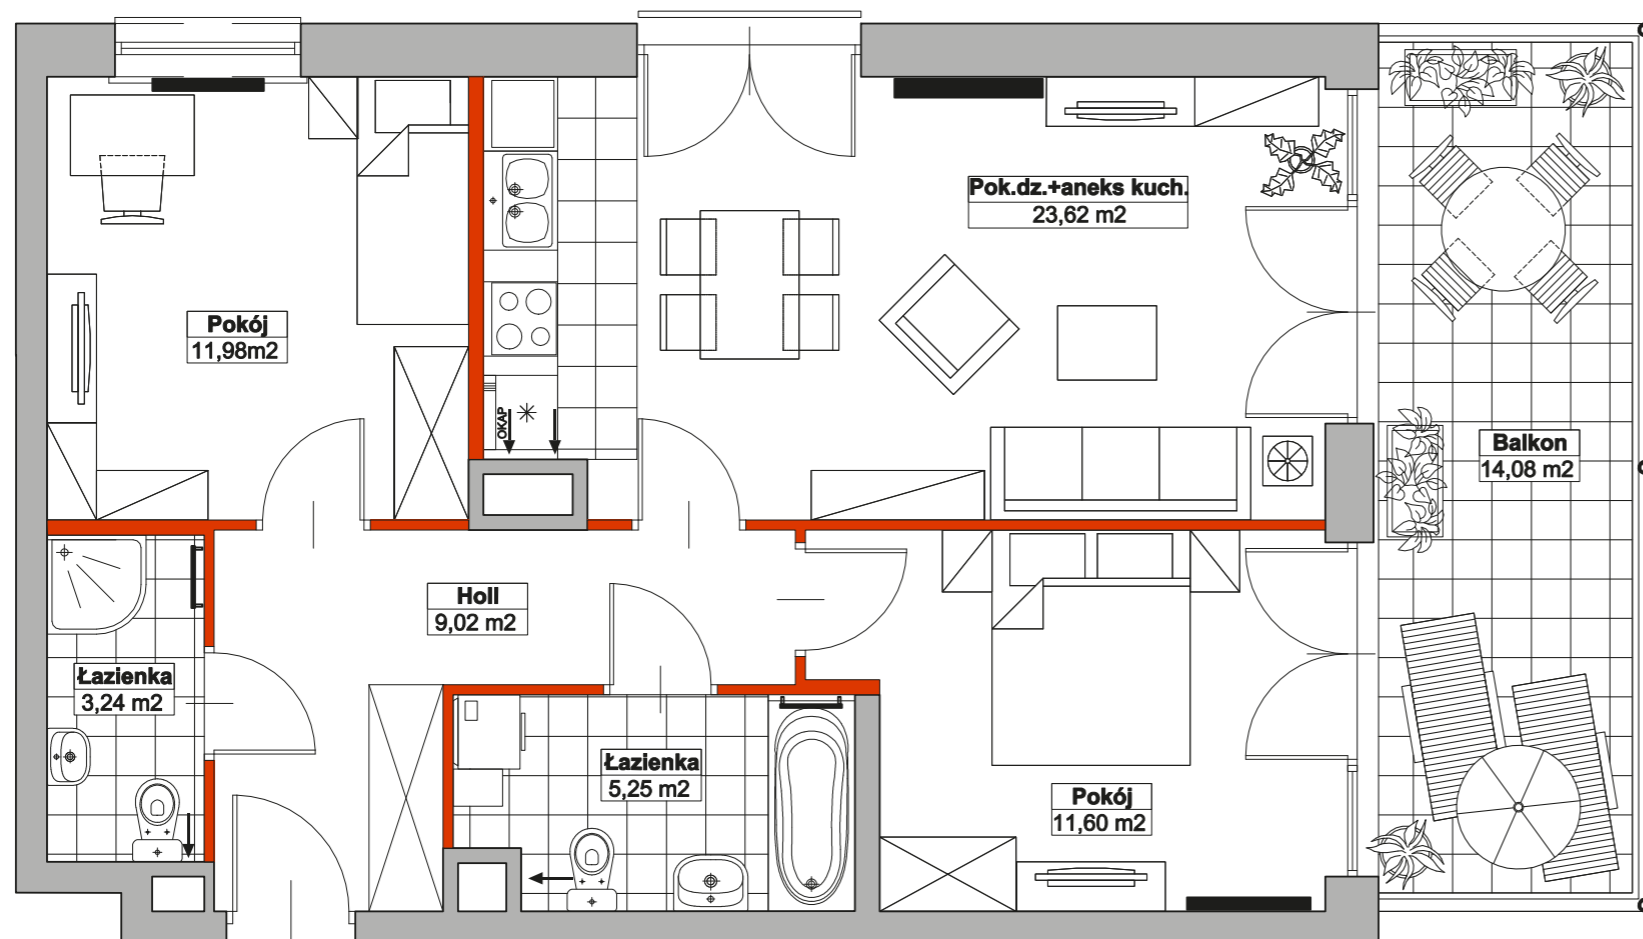 Pok.dz.+aneks kuch.
23,62 m2
Pokój
11,98m2
OKAP
Balkon
14,08 m2
Holl
9,02 m2
Łazienka
3,24 m2
Łazienka
5,25 m2
Pokój
11,60 m2